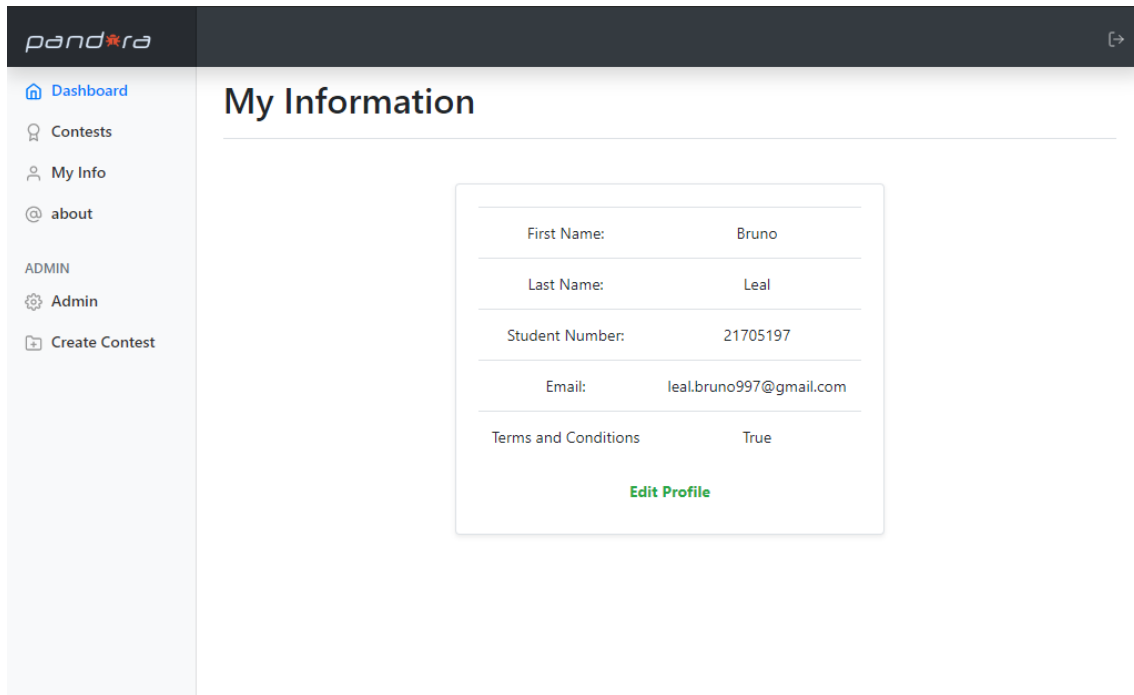 pandora
Dashboard
Contests
My Info
about
ADMIN
Admin
Create Contest
My Information
First Name: Bruno
Last Name: Leal
Student Number: 21705197
Email: leal.bruno997@gmail.com
Terms and Conditions True
Edit Profile